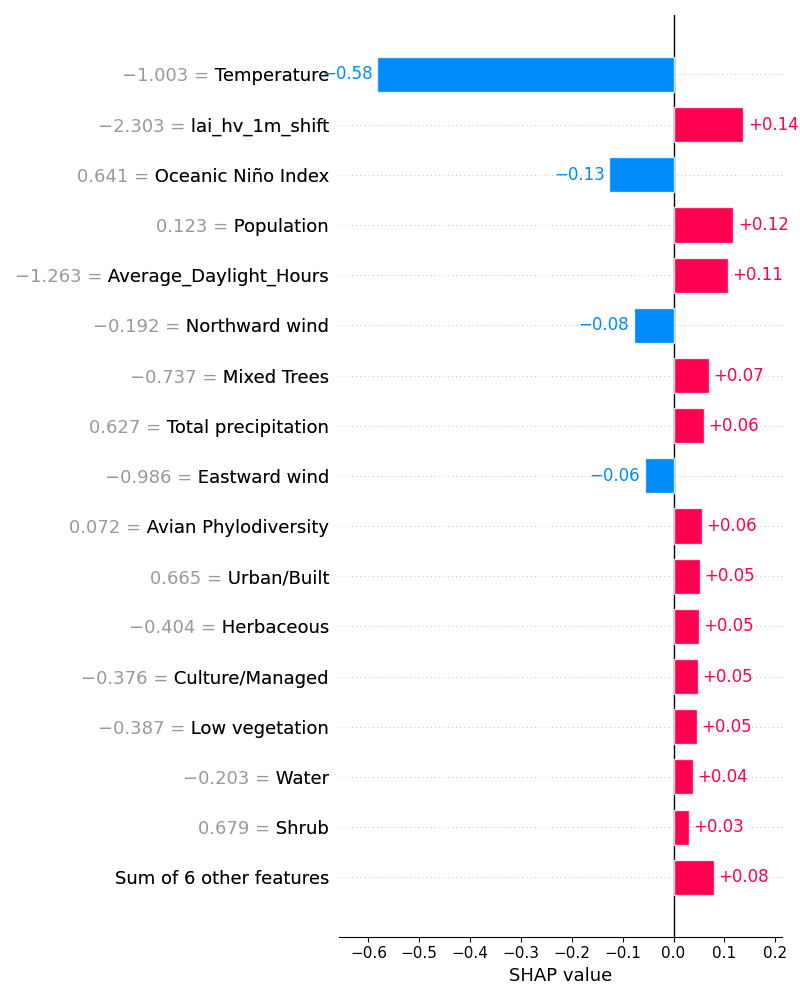 −1.003 = Temperature −0.58
−2.303 = lai_hv_1m_shift +0.14
0.641 = Oceanic Niño Index −0.13
0.123 = Population +0.12
−1.263 = Average_Daylight_Hours +0.11
−0.192 = Northward wind −0.08
−0.737 = Mixed Trees +0.07
0.627 = Total precipitation +0.06
−0.986 = Eastward wind −0.06
0.072 = Avian Phylodiversity +0.06
0.665 = Urban/Built +0.05
−0.404 = Herbaceous +0.05
−0.376 = Culture/Managed +0.05
−0.387 = Low vegetation +0.05
−0.203 = Water +0.04
0.679 = Shrub +0.03
Sum of 6 other features +0.08
−0.6 −0.5 −0.4 −0.3 −0.2 −0.1 0.0 0.1 0.2
SHAP value